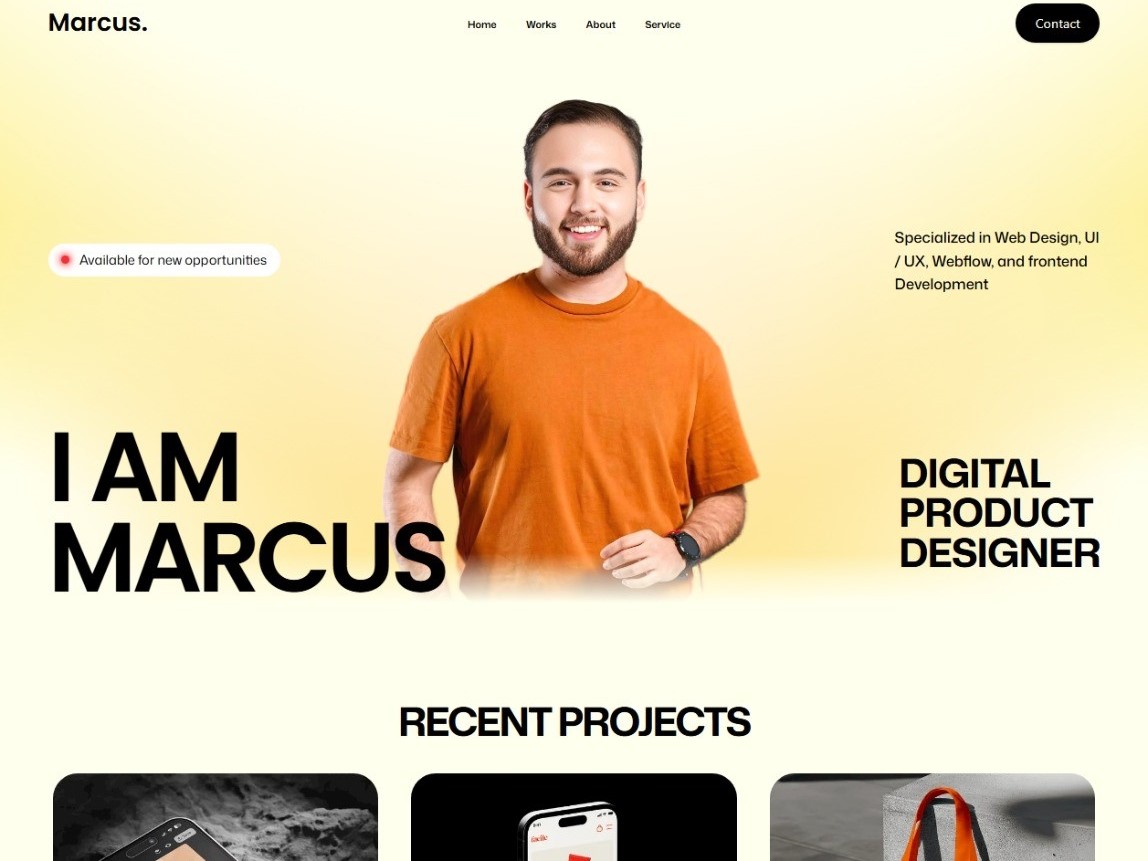 Marcus.
Home
Works
About
Service
Contact
Available for new opportunities
Specialized in Web Design, UI
/ UX, Webflow, and frontend
Development
I AM
MARCUS
DIGITAL
PRODUCT
DESIGNER
RECENT PROJECTS